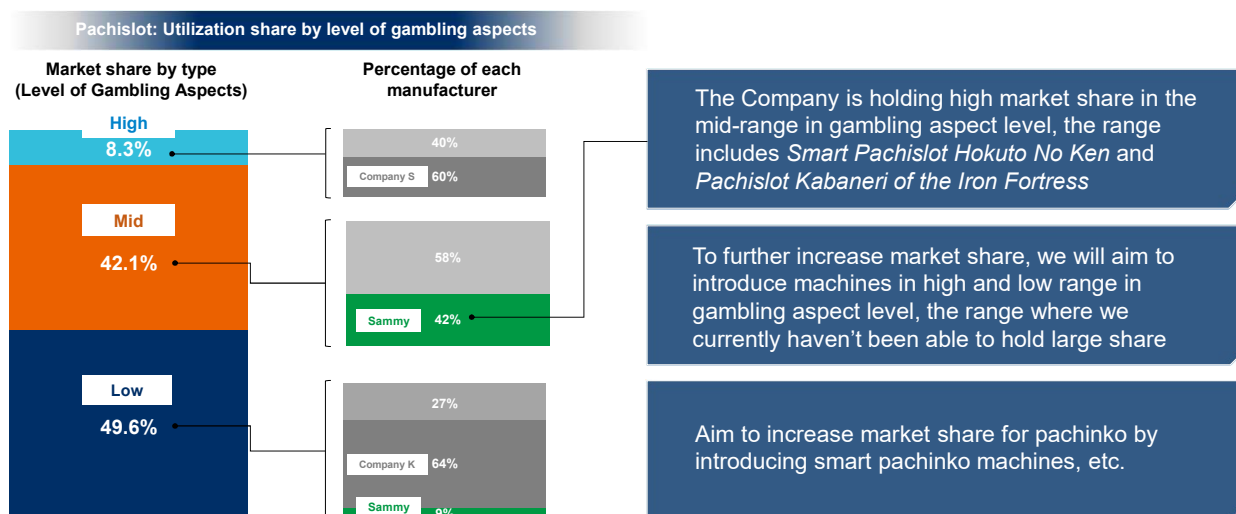 Pachislot: Utilization share by level of gambling aspects
Market share by type
(Level of Gambling Aspects)
Percentage of each
manufacturer
High
8.3%
40%
Company S
60%
Mid
42.1%
58%
Sammy
42%
Low
49.6%
27%
Company K
64%
Sammy
9%
The Company is holding high market share in the
mid-range in gambling aspect level, the range
includes Smart Pachislot Hokuto No Ken and
Pachislot Kabaneri of the Iron Fortress
To further increase market share, we will aim to
introduce machines in high and low range in
gambling aspect level, the range where we
currently haven't been able to hold large share
Aim to increase market share for pachinko by
introducing smart pachinko machines, etc.